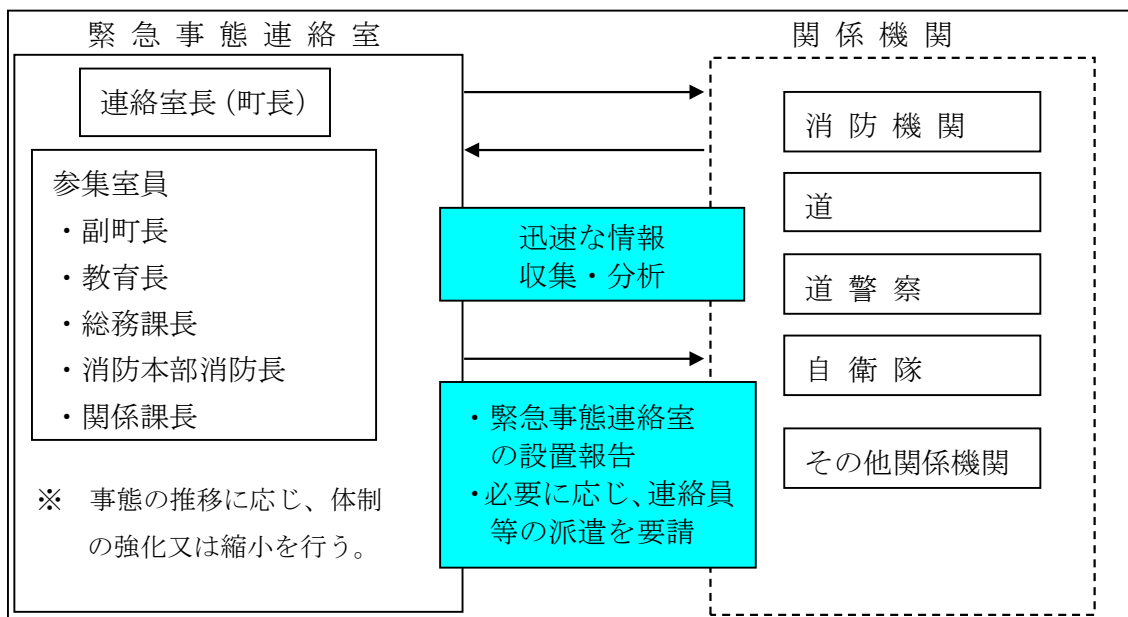 緊急事態連絡室
連絡室長(町長)
参集室員
・副町長
・教育長
・総務課長
・消防本部消防長
・関係課長
※ 事態の推移に応じ、体制
の強化又は縮小を行う。
迅速な情報
収集・分析
・緊急事態連絡室
の設置報告
・必要に応じ、連絡員
等の派遣を要請
関係機関
消防機関
道
道警察
自衛隊
その他関係機関